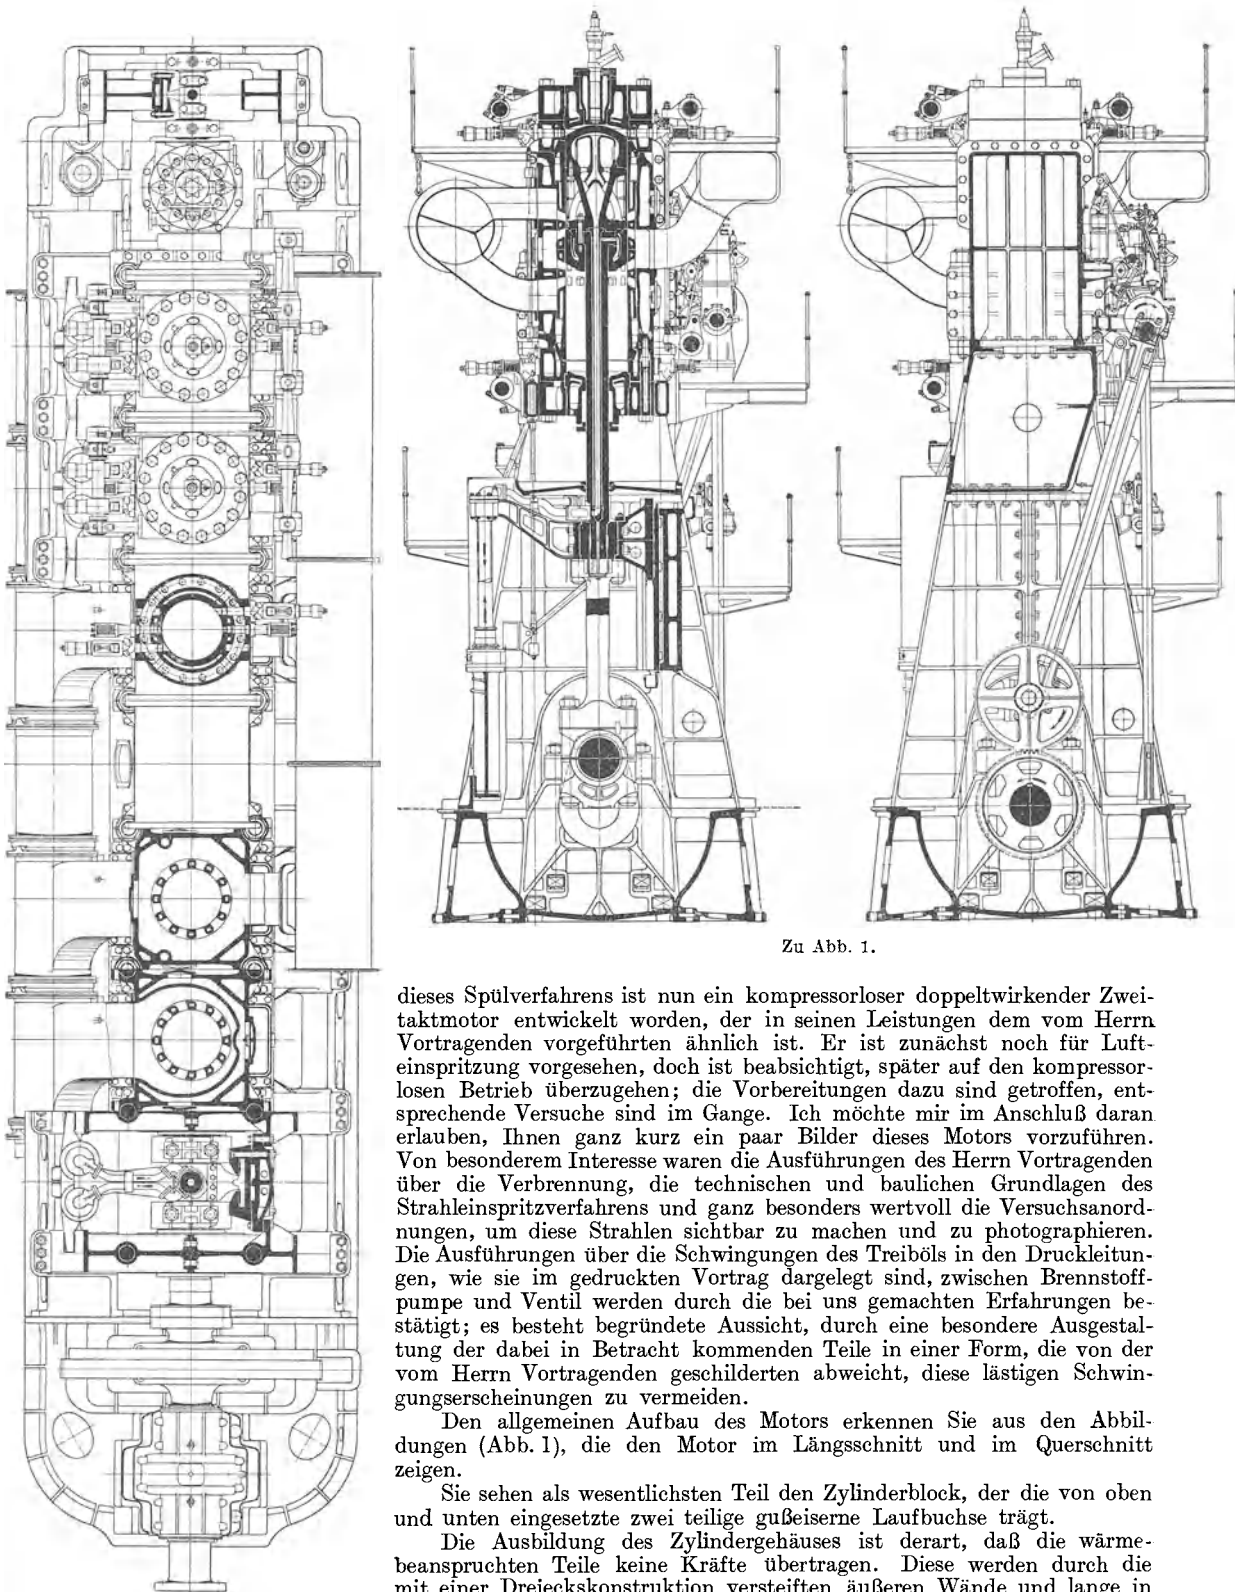 Zu Abb. 1.
dieses Spülverfahrens ist nun ein kompressorloser doppeltwirkender Zwei-
taktmotor entwickelt worden, der in seinen Leistungen dem vom Herrn
Vortragenden vorgeführten ähnlich ist. Er ist zunächst noch für Luft-
einspritzung vorgesehen, doch ist beabsichtigt, später auf den kompressor-
losen Betrieb überzugehen; die Vorbereitungen dazu sind getroffen, ent-
sprechende Versuche sind im Gange. Ich möchte mir im Anschluß daran
erlauben, Ihnen ganz kurz ein paar Bilder dieses Motors vorzuführen.
Von besonderem Interesse waren die Ausführungen des Herrn Vortragenden
über die Verbrennung, die technischen und baulichen Grundlagen des
Strahleinspritzverfahrens und ganz besonders wertvoll die Versuchsanord-
nungen, um diese Strahlen sichtbar zu machen und zu photographieren.
Die Ausführungen über die Schwingungen des Treiböls in den Druckleitun-
gen, wie sie im gedruckten Vortrag dargelegt sind, zwischen Brennstoff-
pumpe und Ventil werden durch die bei uns gemachten Erfahrungen be-
stätigt; es besteht begründete Aussicht, durch eine besondere Ausgestal-
tung der dabei in Betracht kommenden Teile in einer Form, die von der
vom Herrn Vortragenden geschilderten abweicht, diese lästigen Schwin-
gungserscheinungen zu vermeiden.
Den allgemeinen Aufbau des Motors erkennen Sie aus den Abbil-
dungen (Abb. 1), die den Motor im Längsschnitt und im Querschnitt
zeigen.
Sie sehen als wesentlichsten Teil den Zylinderblock, der die von oben
und unten eingesetzte zwei teilige gußeiserne Laufbuchse trägt.
Die Ausbildung des Zylindergehäuses ist derart, daß die wärme-
beanspruchten Teile keine Kräfte übertragen. Diese werden durch die
mit einer Dreieckskonstruktion versteiften äußeren Wände und lange in